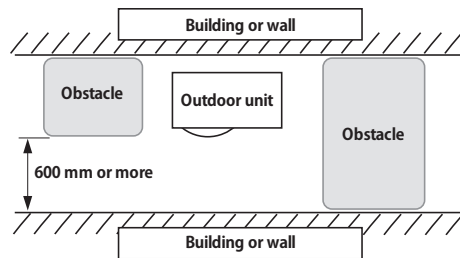 Building or wall
Obstacle
Outdoor unit
Obstacle
600 mm or more
Building or wall